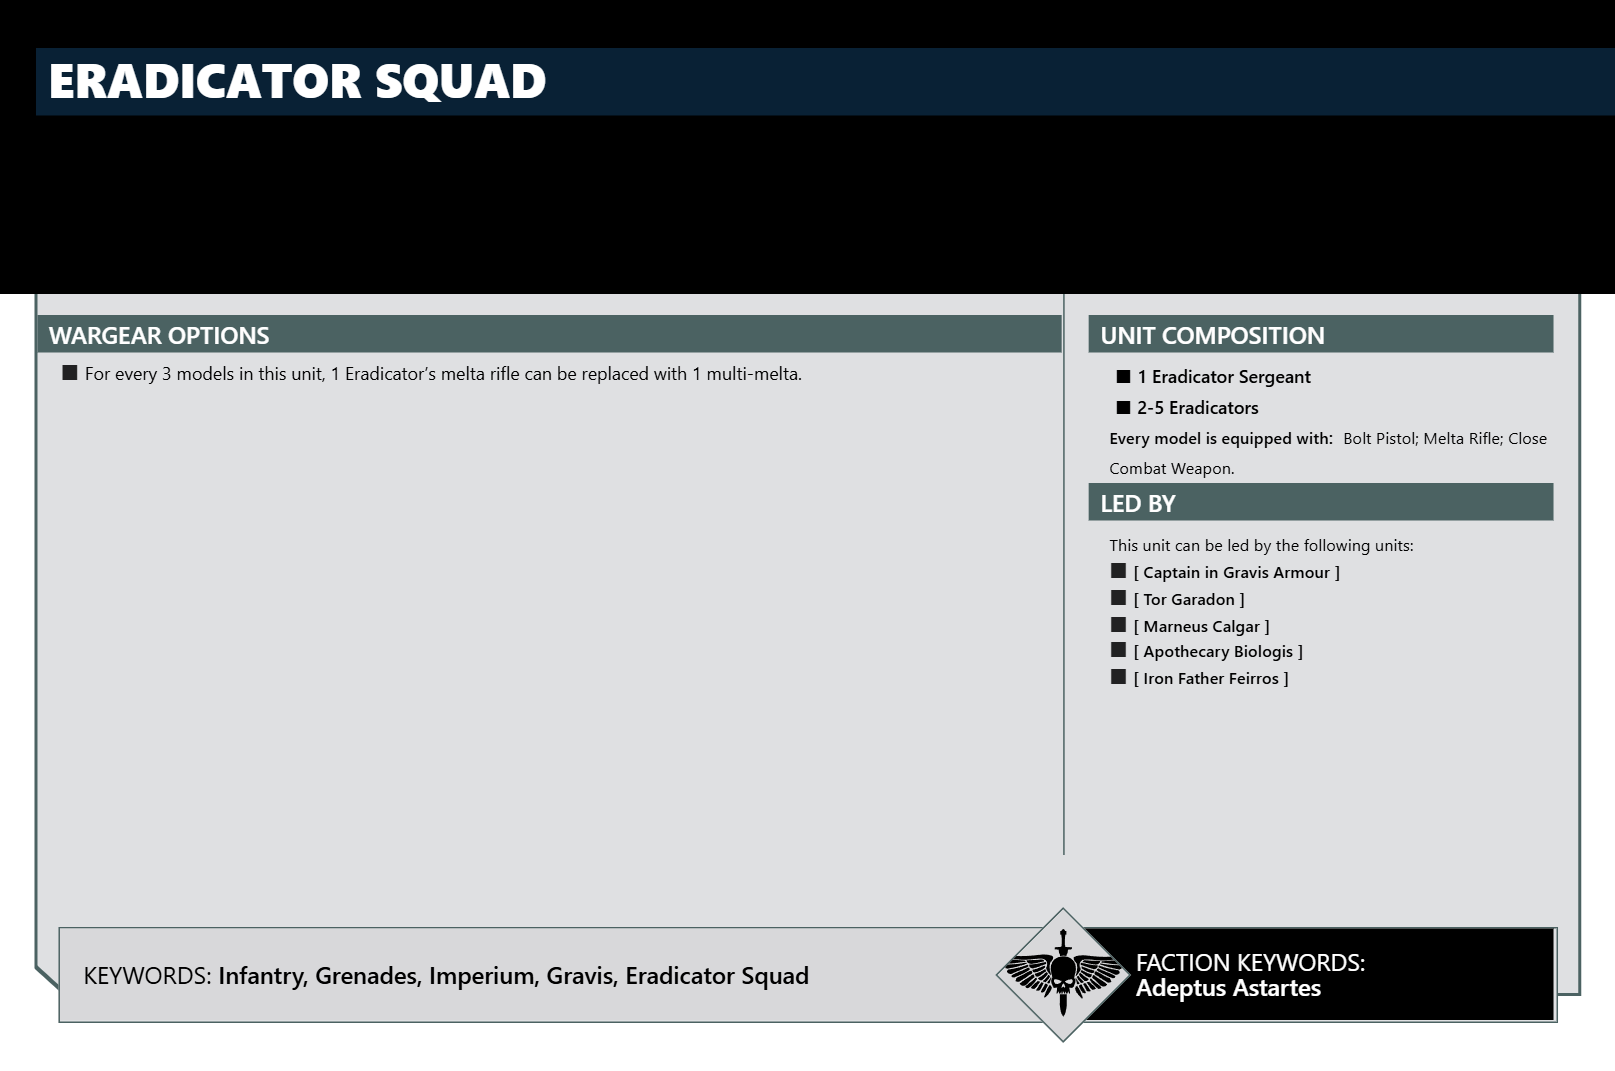 ERADICATOR SQUAD
WARGEAR OPTIONS
■ For every 3 models in this unit, 1 Eradicator’s melta rifle can be replaced with 1 multi-melta.
UNIT COMPOSITION
■ 1 Eradicator Sergeant
■ 2-5 Eradicators
Every model is equipped with: Bolt Pistol; Melta Rifle; Close
Combat Weapon.
LED BY
This unit can be led by the following units:
■ [ Captain in Gravis Armour ]
■ [ Tor Garadon ]
■ [ Marneus Calgar ]
■ [ Apothecary Biologis ]
■ [ Iron Father Feirros ]
KEYWORDS: Infantry, Grenades, Imperium, Gravis, Eradicator Squad
FACTION KEYWORDS:
Adeptus Astartes